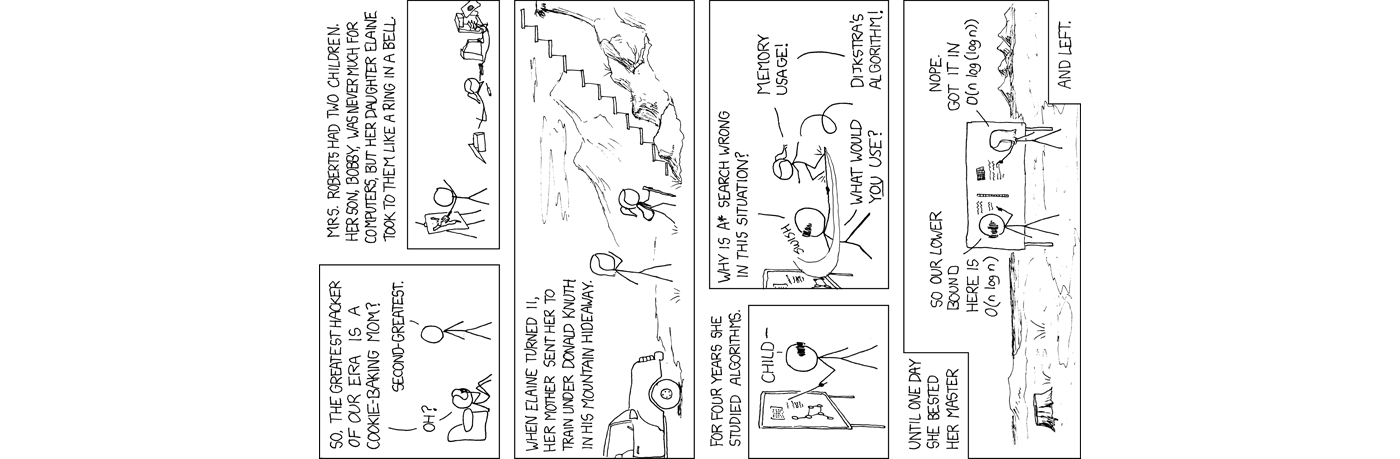 SO, THE GREATEST HACKER
OF OUR ERA IS A
COOKIE-BAKING MOM?
SECOND-GREATEST.
OH?
MRS. ROBERTS HAD TWO CHILDREN.
HER SON, BOBBY, WAS NEVER MUCH FOR
COMPUTERS, BUT HER DAUGHTER ELAINE
TOOK TO THEM LIKE A RING IN A BELL.
WHEN ELAINE TURNED 11,
HER MOTHER SENT HER TO
TRAIN UNDER DONALD KNUTH
IN HIS MOUNTAIN HIDEAWAY.
FOR FOUR YEARS SHE
STUDIED ALGORITHMS.
CHILD—
WHY IS A* SEARCH WRONG
IN THIS SITUATION?
SWISH
MEMORY
USAGE!
WHAT WOULD
YOU USE?
DIJKSTRA'S
ALGORITHM!
UNTIL ONE DAY
SHE BESTED
HER MASTER
SO OUR LOWER
BOUND
HERE IS
O(n log n)
NOPE.
GOT IT IN
O(n log (log n))
AND LEFT.